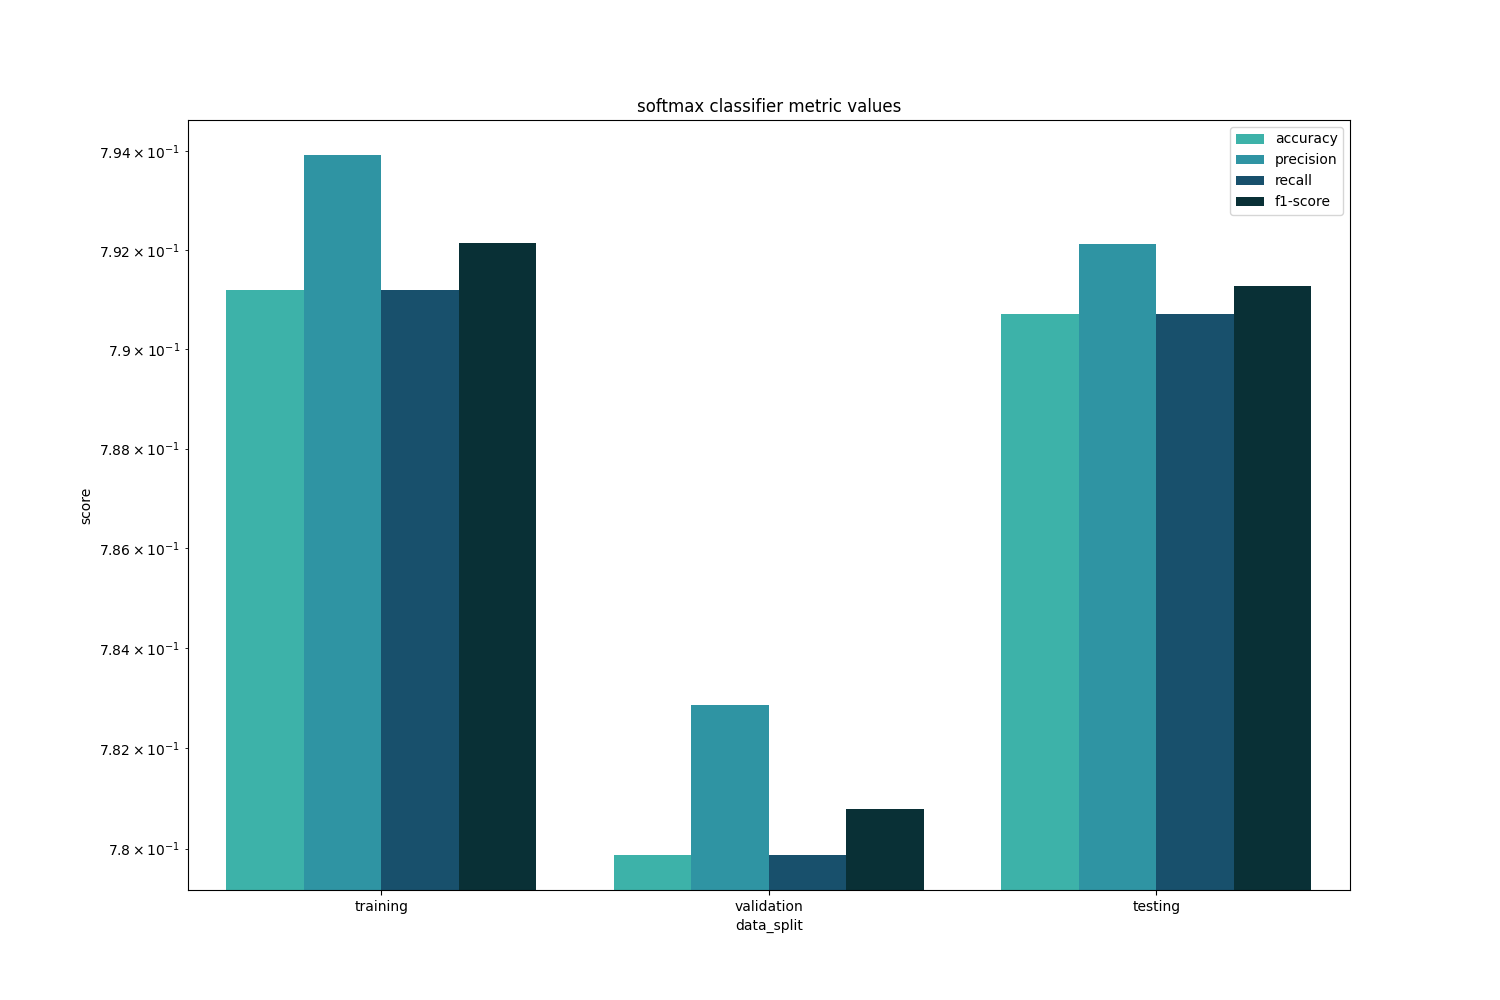 softmax classifier metric values
accuracy
precision
recall
f1-score
7.94 × 10⁻¹
7.92 × 10⁻¹
7.9 × 10⁻¹
7.88 × 10⁻¹
7.86 × 10⁻¹
7.84 × 10⁻¹
7.82 × 10⁻¹
7.8 × 10⁻¹
score
training
validation
testing
data_split